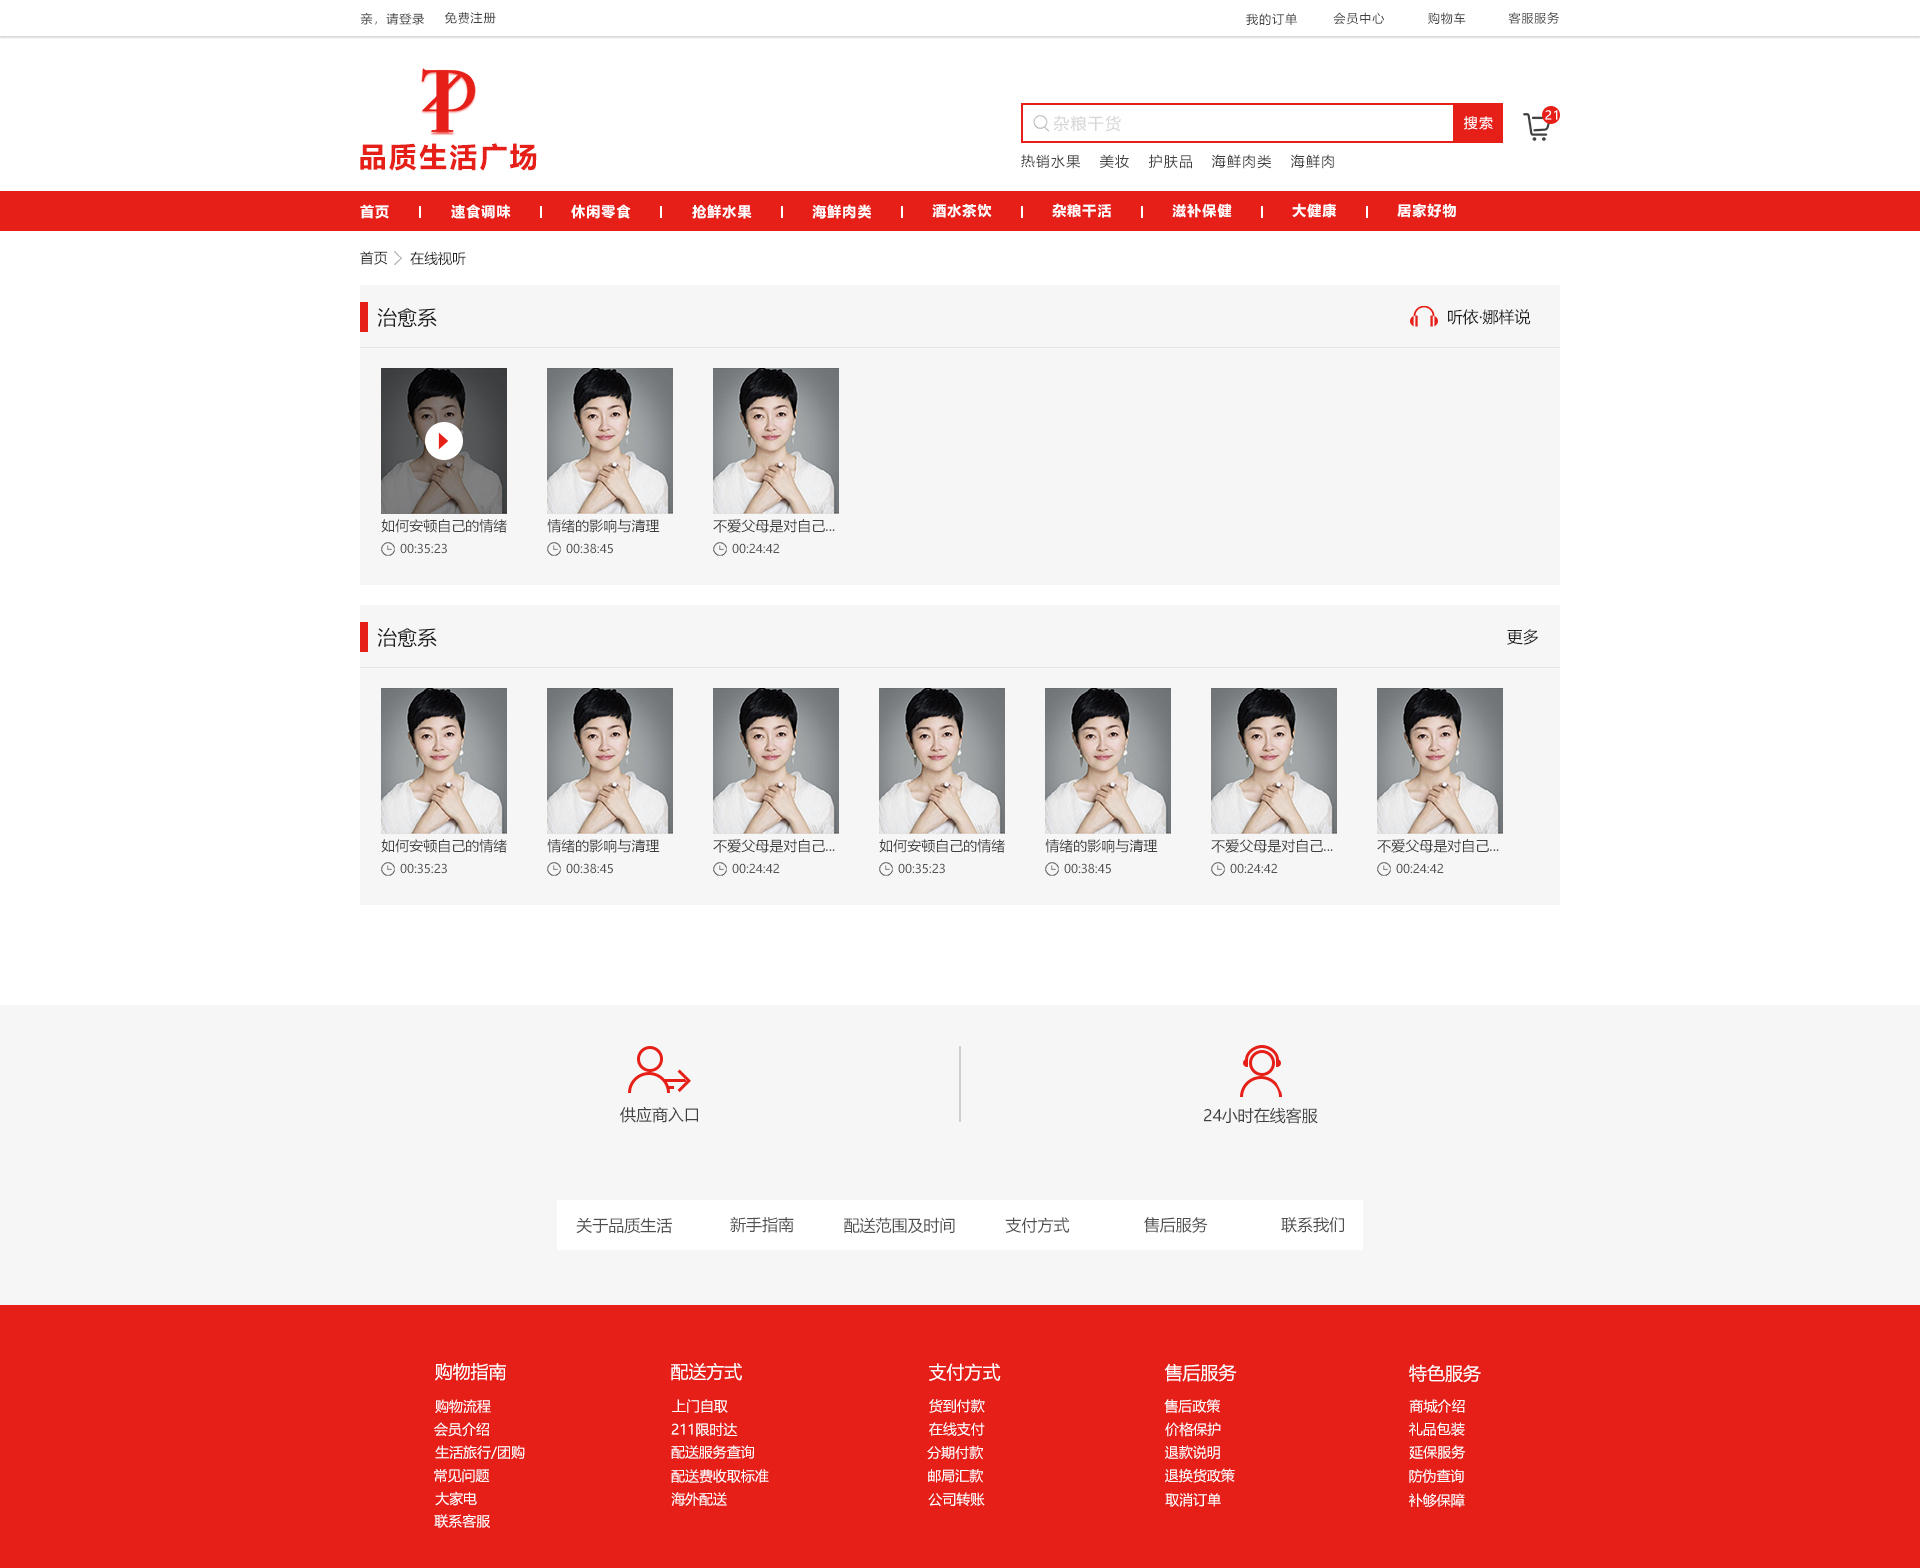 亲，请登录 免费注册 我的订单 会员中心 购物车 客服服务
品质生活广场
杂粮干货 搜索 21
热销水果 美妆 护肤品 海鲜肉类 海鲜肉
首页 速食调味 休闲零食 抢鲜水果 海鲜肉类 酒水茶饮 杂粮干活 滋补保健 大健康 居家好物
首页 在线视听
治愈系 听依·娜样说
如何安顿自己的情绪 情绪的影响与清理 不爱父母是对自己...
00:35:23 00:38:45 00:24:42
治愈系 更多
如何安顿自己的情绪 情绪的影响与清理 不爱父母是对自己... 如何安顿自己的情绪 情绪的影响与清理 不爱父母是对自己... 不爱父母是对自己...
00:35:23 00:38:45 00:24:42 00:35:23 00:38:45 00:24:42 00:24:42
供应商入口 24小时在线客服
关于品质生活 新手指南 配送范围及时间 支付方式 售后服务 联系我们
购物指南 配送方式 支付方式 售后服务 特色服务
购物流程 上门自取 货到付款 售后政策 商城介绍
会员介绍 211限时达 在线支付 价格保护 礼品包装
生活旅行/团购 配送服务查询 分期付款 退款说明 延保服务
常见问题 配送费收取标准 邮局汇款 退换货政策 防伪查询
大家电 海外配送 公司转账 取消订单 补够保障
联系客服